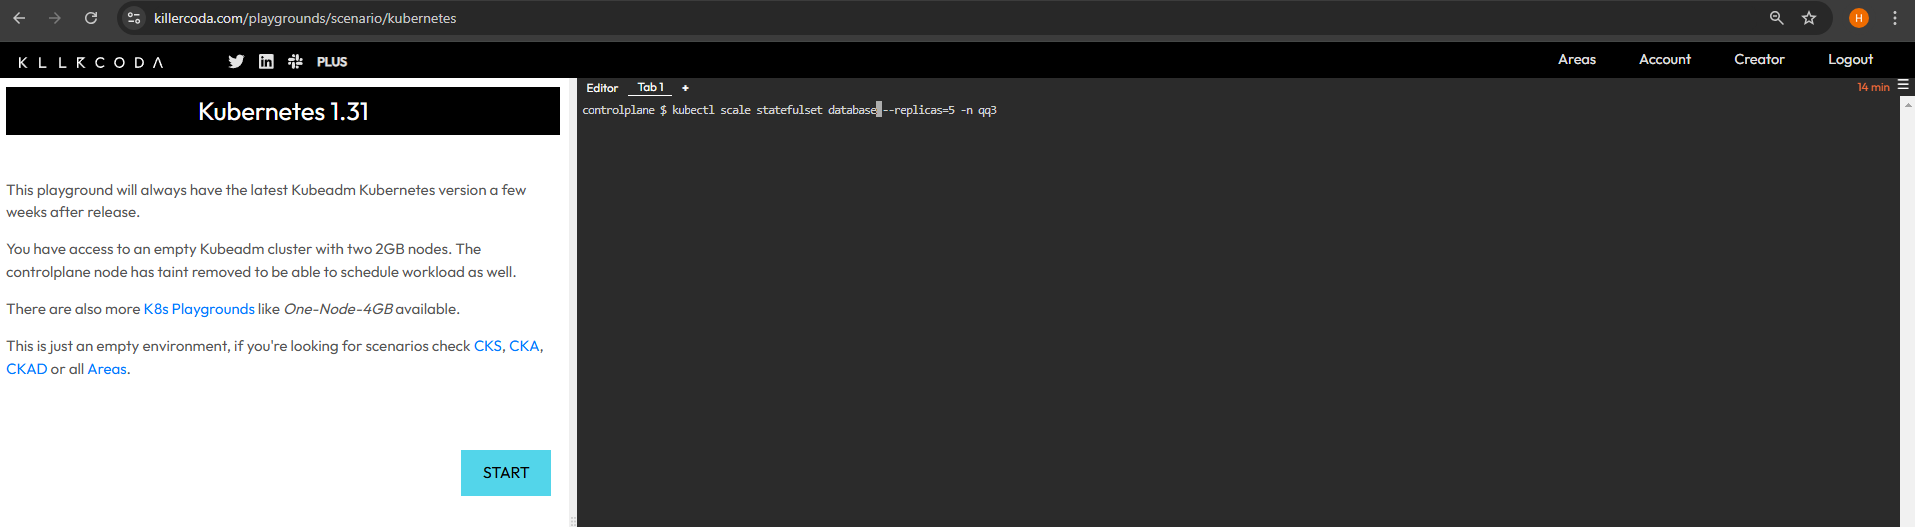 killercoda.com/playgrounds/scenario/kubernetes
H
KLLRCODA
PLUS
Areas
Account
Creator
Logout
Kubernetes 1.31
This playground will always have the latest Kubeadm Kubernetes version a few
weeks after release.
You have access to an empty Kubeadm cluster with two 2GB nodes. The
controlplane node has taint removed to be able to schedule workload as well.
There are also more K8s Playgrounds like One-Node-4GB available.
This is just an empty environment, if you're looking for scenarios check CKS, CKA,
CKAD or all Areas.
START
Editor
Tab 1
+
14 min
controlplane $ kubectl scale statefulset database --replicas=5 -n qq3